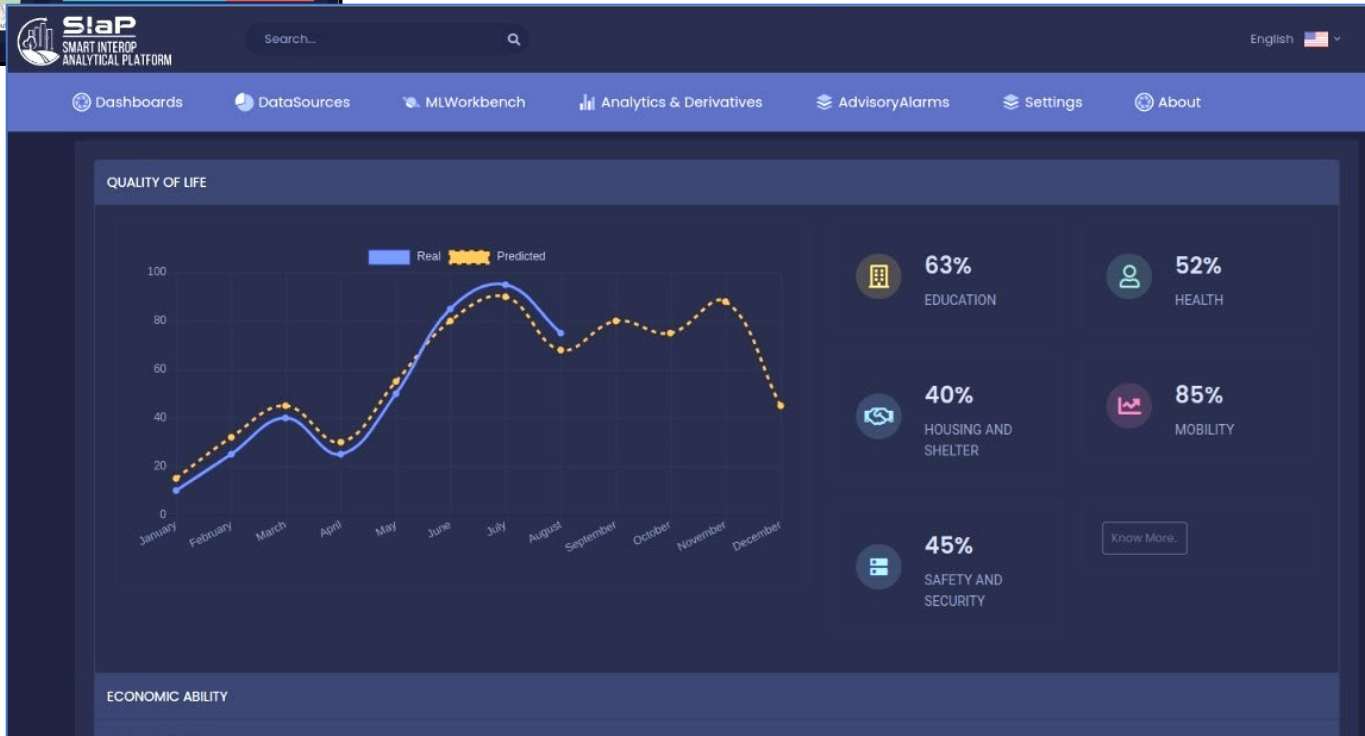 S!aP
SMART INTEROP
ANALYTICAL PLATFORM
Search...
English
Dashboards
DataSources
MLWorkbench
Analytics & Derivatives
AdvisoryAlarms
Settings
About
QUALITY OF LIFE
Real
Predicted
100
80
60
40
20
0
January
February
March
April
May
June
July
August
September
October
November
December
63%
EDUCATION
52%
HEALTH
40%
HOUSING AND
SHELTER
85%
MOBILITY
45%
SAFETY AND
SECURITY
Know More..
ECONOMIC ABILITY